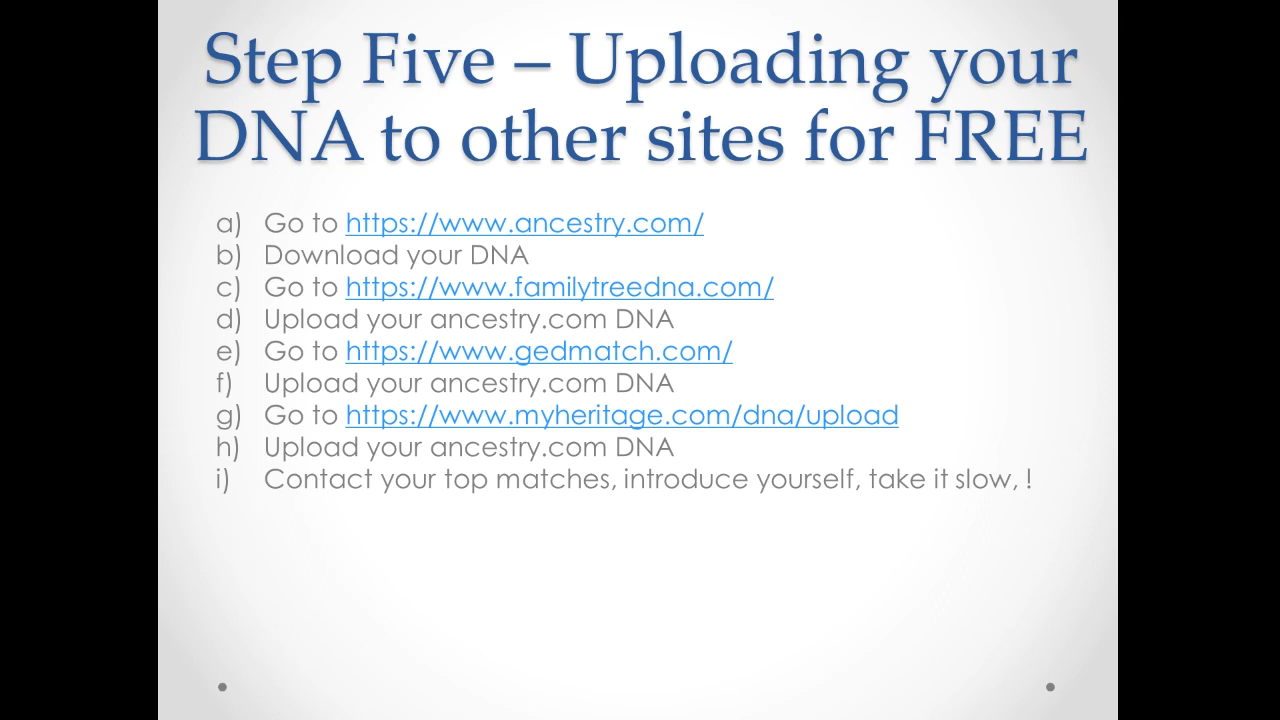 Step Five – Uploading your
DNA to other sites for FREE
a) Go to https://www.ancestry.com/
b) Download your DNA
c) Go to https://www.familytreedna.com/
d) Upload your ancestry.com DNA
e) Go to https://www.gedmatch.com/
f) Upload your ancestry.com DNA
g) Go to https://www.myheritage.com/dna/upload
h) Upload your ancestry.com DNA
i) Contact your top matches, introduce yourself, take it slow, !